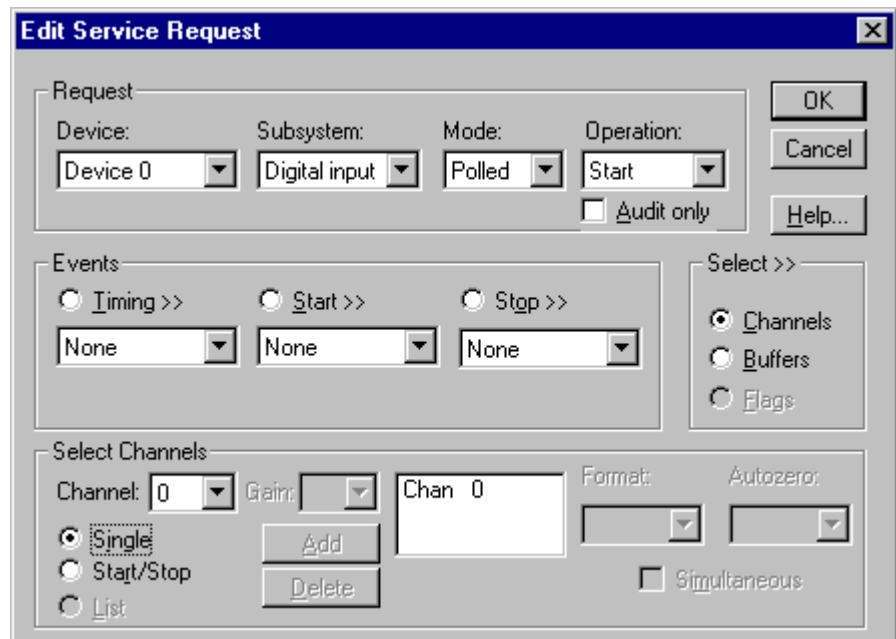 Edit Service Request
Request
Device: Subsystem: Mode: Operation:
Device 0 Digital input Polled Start
Audit only
OK
Cancel
Help...
Events
Timing >> Start >> Stop >>
None None None
Select >>
Channels
Buffers
Flags
Select Channels
Channel: 0 Gain: Chan 0 Format: Autozero:
Single Add
Start/Stop Delete Simultaneous
List